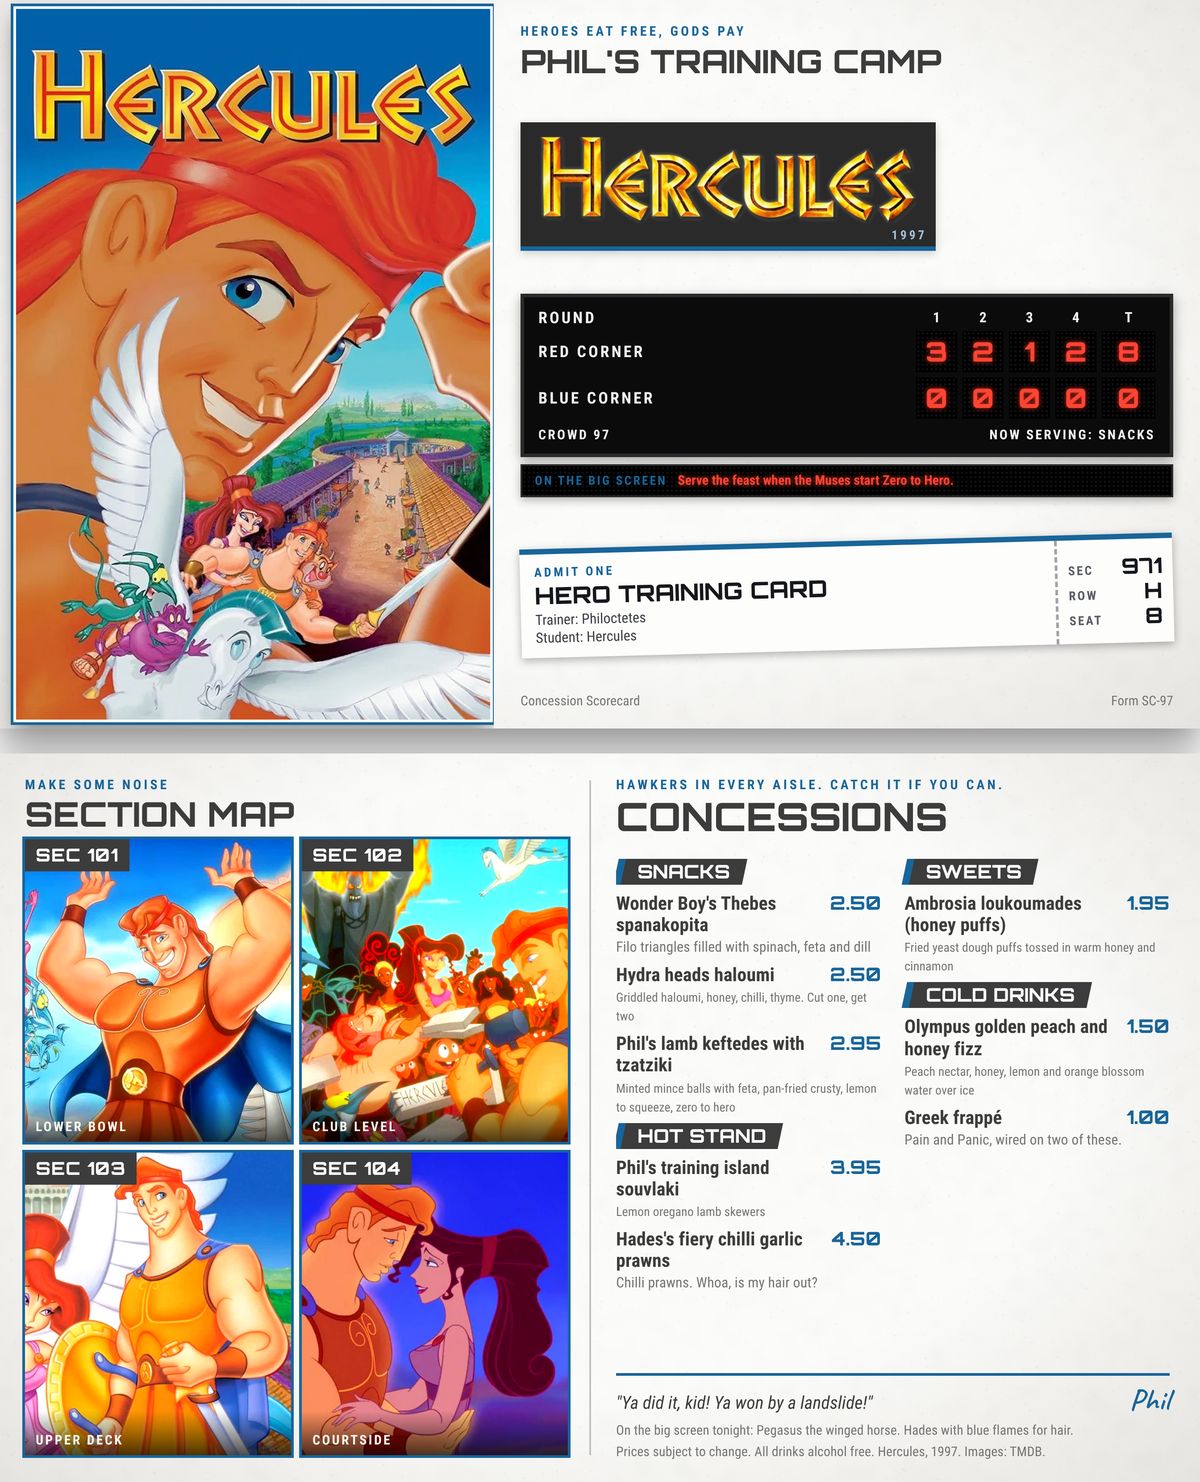 HERCULES
HEROES EAT FREE, GODS PAY
PHIL'S TRAINING CAMP
HERCULES
1997
ROUND 1 2 3 4 T
RED CORNER 3 2 1 2 8
BLUE CORNER 0 0 0 0 0
CROWD 97 NOW SERVING: SNACKS
ON THE BIG SCREEN Serve the feast when the Muses start Zero to Hero.
ADMIT ONE
HERO TRAINING CARD
Trainer: Philoctetes
Student: Hercules
SEC 971
ROW H
SEAT 8
Concession Scorecard Form SC-97
MAKE SOME NOISE
SECTION MAP
SEC 101
LOWER BOWL
SEC 102
HERCULES
CLUB LEVEL
SEC 103
UPPER DECK
SEC 104
COURTSIDE
HAWKERS IN EVERY AISLE. CATCH IT IF YOU CAN.
CONCESSIONS
SNACKS
Wonder Boy's Thebes 2.50
spanakopita
Filo triangles filled with spinach, feta and dill
Hydra heads haloumi 2.50
Griddled haloumi, honey, chilli, thyme. Cut one, get
two
Phil's lamb keftedes with 2.95
tzatziki
Minted mince balls with feta, pan-fried crusty, lemon
to squeeze, zero to hero
HOT STAND
Phil's training island 3.95
souvlaki
Lemon oregano lamb skewers
Hades's fiery chilli garlic 4.50
prawns
Chilli prawns. Whoa, is my hair out?
SWEETS
Ambrosia loukoumades 1.95
(honey puffs)
Fried yeast dough puffs tossed in warm honey and
cinnamon
COLD DRINKS
Olympus golden peach and 1.50
honey fizz
Peach nectar, honey, lemon and orange blossom
water over ice
Greek frappé 1.00
Pain and Panic, wired on two of these.
"Ya did it, kid! Ya won by a landslide!" Phil
On the big screen tonight: Pegasus the winged horse. Hades with blue flames for hair.
Prices subject to change. All drinks alcohol free. Hercules, 1997. Images: TMDB.